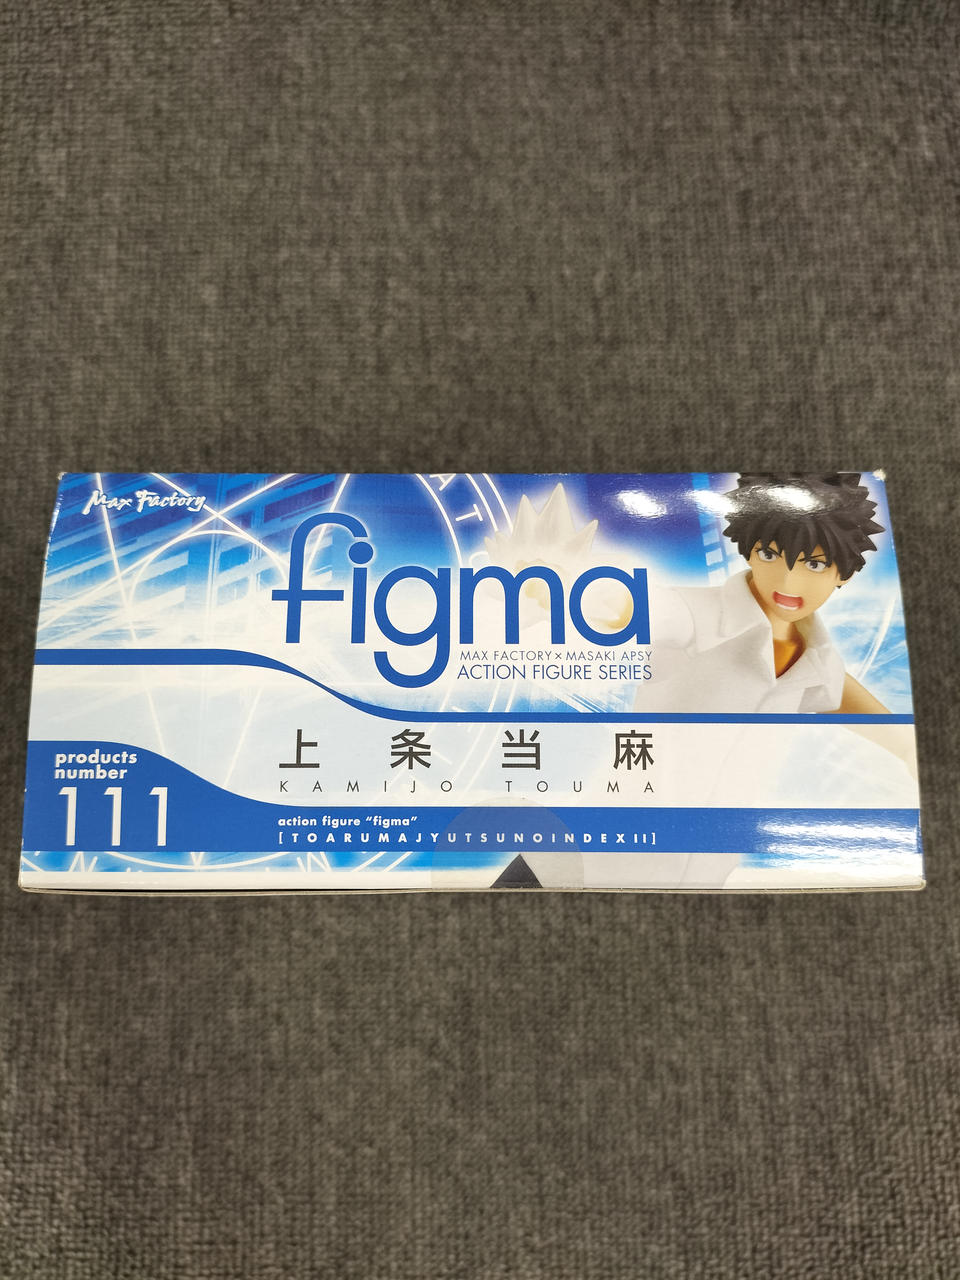 Max Factory
figma
MAX FACTORY×MASAKI APSY
ACTION FIGURE SERIES
上条当麻
KAMIJO TOUMA
products
number
111
action figure "figma"
[TOARUMAJYUTSUNOINDEXII]